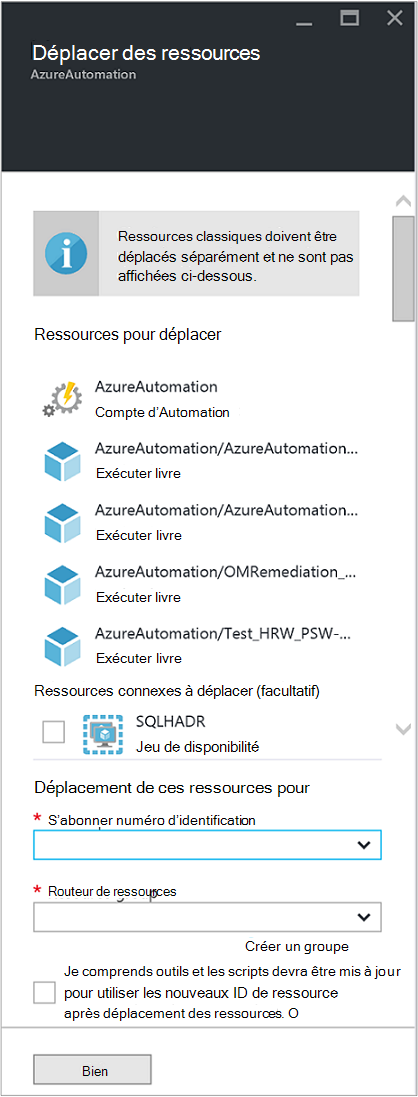 Déplacer des ressources
AzureAutomation
Ressources classiques doivent être
déplacés séparément et ne sont pas
affichées ci-dessous.
Ressources pour déplacer
AzureAutomation
Compte d'Automation
AzureAutomation/AzureAutomation...
Exécuter livre
AzureAutomation/AzureAutomation...
Exécuter livre
AzureAutomation/OMRemediation_...
Exécuter livre
AzureAutomation/Test_HRW_PSW-...
Exécuter livre
Ressources connexes à déplacer (facultatif)
SQLHADR
Jeu de disponibilité
Déplacement de ces ressources pour
* S'abonner numéro d'identification
* Routeur de ressources
Créer un groupe
Je comprends outils et les scripts devra être mis à jour
pour utiliser les nouveaux ID de ressource
après déplacement des ressources. O
Bien